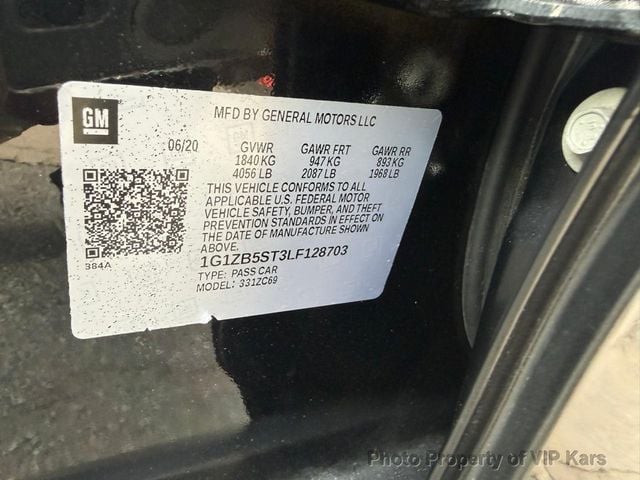 GM
MFD BY GENERAL MOTORS LLC
06/20 GVWR GAWR FRT GAWR RR
1840 KG 947 KG 893 KG
4056 LB 2087 LB 1968 LB
THIS VEHICLE CONFORMS TO ALL
APPLICABLE U.S. FEDERAL MOTOR
VEHICLE SAFETY, BUMPER, AND THEFT
PREVENTION STANDARDS IN EFFECT ON
THE DATE OF MANUFACTURE SHOWN
ABOVE.
1G1ZB5ST3LF128703
384A
TYPE: PASS CAR
MODEL: 331ZC69
Photo Property of VIP Kars